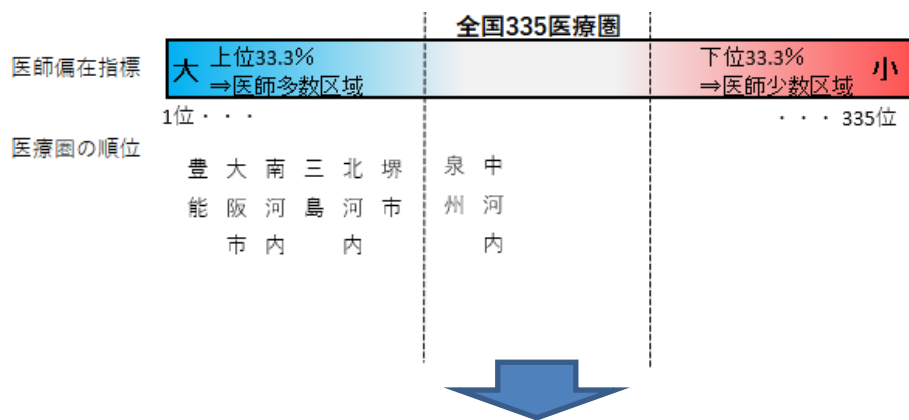 全国335医療圏
医師偏在指標
大
上位33.3%
⇒医師多数区域
下位33.3%
⇒医師少数区域
小
1位・・・
・・・335位
医療圏の順位
豊能
大阪市
南河内
三島
北河内
堺市
泉州
中河内